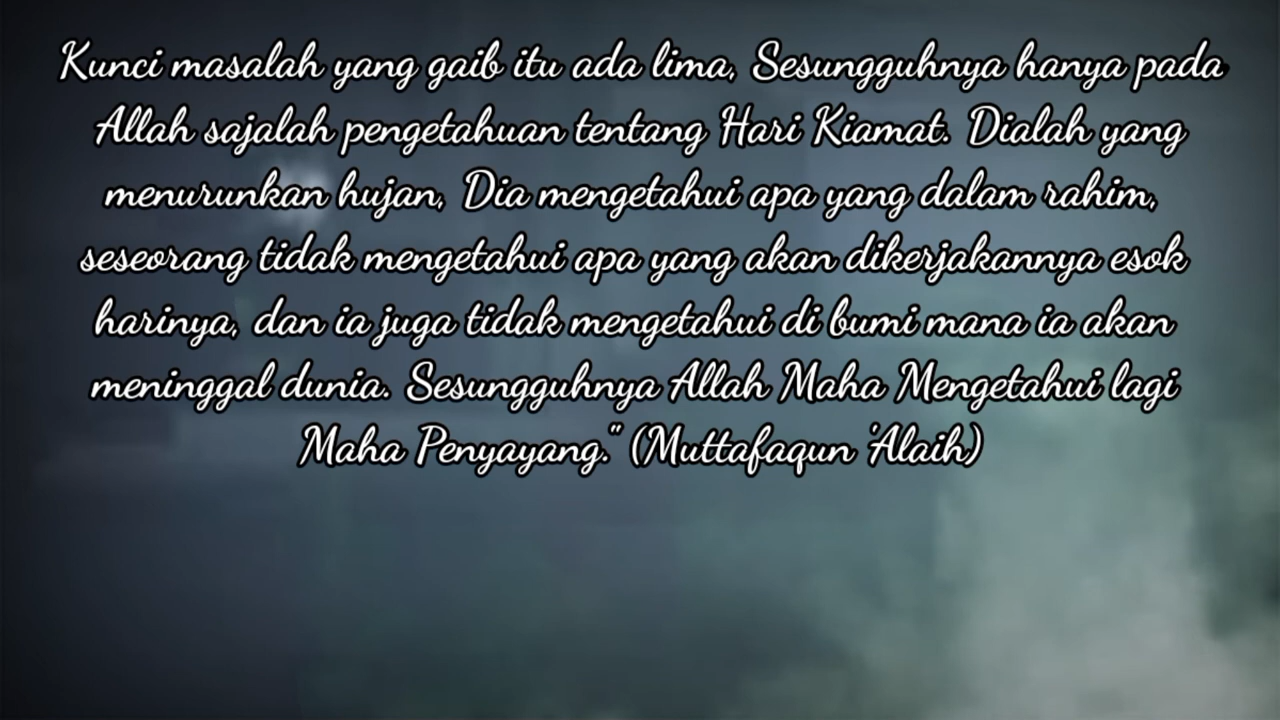 Kunci masalah yang gaib itu ada lima, Sesungguhnya hanya pada
Allah sajalah pengetahuan tentang Hari Kiamat. Dialah yang
menurunkan hujan, Dia mengetahui apa yang dalam rahim,
seseorang tidak mengetahui apa yang akan dikerjakannya esok
harinya, dan ia juga tidak mengetahui di bumi mana ia akan
meninggal dunia. Sesungguhnya Allah Maha Mengetahui lagi
Maha Penyayang." (Muttafaqun 'Alaih)